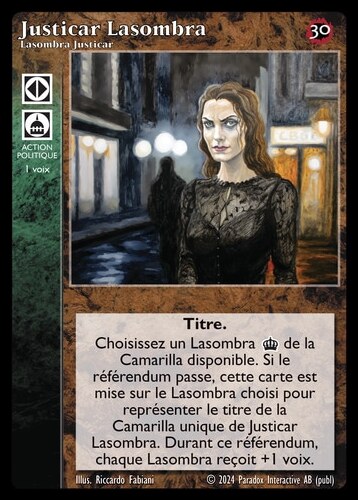 Justicar Lasombra
Lasombra Justicar
30
ACTION
POLITIQUE
1 voix
Titre.
Choisissez un Lasombra de la
Camarilla disponible. Si le
référendum passe, cette carte est
mise sur le Lasombra choisi pour
représenter le titre de la
Camarilla unique de Justicar
Lasombra. Durant ce référendum,
chaque Lasombra reçoit +1 voix.
Illus. Riccardo Fabiani © 2024 Paradox Interactive AB (publ)